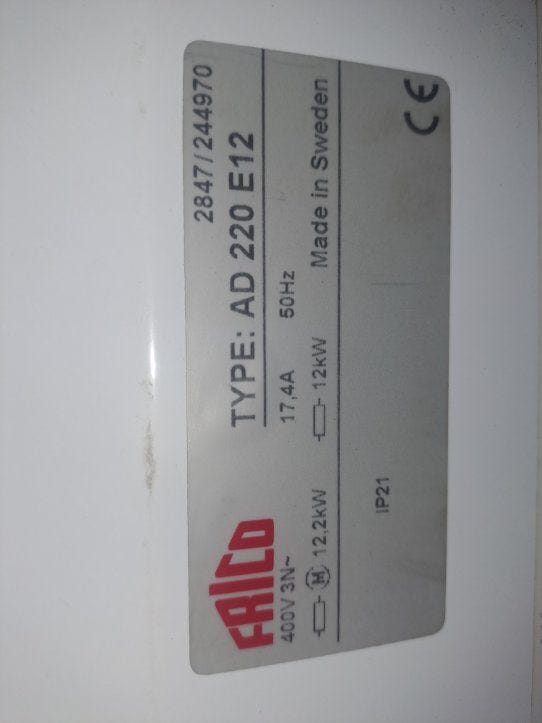 2847/244970
FRICO TYPE: AD 220 E12
400V 3N~ 17,4A 50Hz
M 12,2kW 12kW Made in Sweden
IP21 CE